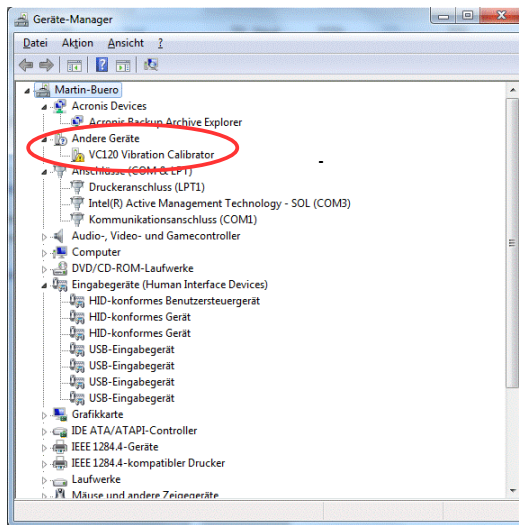 Geräte-Manager
Datei Aktion Ansicht ?
Martin-Buero
Acronis Devices
Acronis Backup Archive Explorer
Andere Geräte
VC120 Vibration Calibrator
Anschlüsse (COM & LPT)
Druckeranschluss (LPT1)
Intel(R) Active Management Technology - SOL (COM3)
Kommunikationsanschluss (COM1)
Audio-, Video- und Gamecontroller
Computer
DVD/CD-ROM-Laufwerke
Eingabegeräte (Human Interface Devices)
HID-konformes Benutzersteuergerät
HID-konformes Gerät
HID-konformes Gerät
USB-Eingabegerät
USB-Eingabegerät
USB-Eingabegerät
USB-Eingabegerät
Grafikkarte
IDE ATA/ATAPI-Controller
IEEE 1284.4-Geräte
IEEE 1284.4-kompatibler Drucker
Laufwerke
Mäuse und andere Zeigegeräte